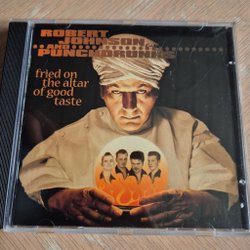 ROBERT
JOHNSON
AND
PUNCHDRUNKS
fried on
the altar
of good
taste